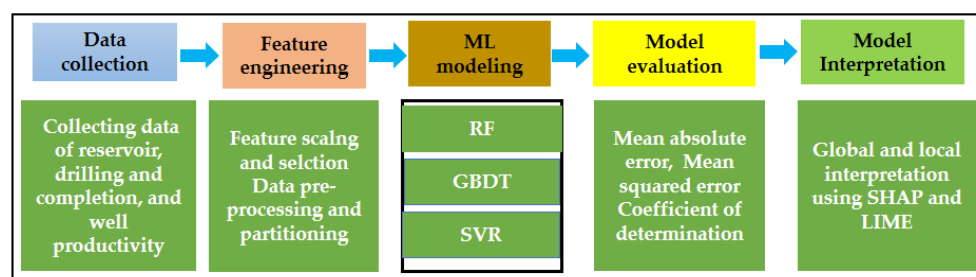 Data
collection
Feature
engineering
ML
modeling
Model
evaluation
Model
Interpretation
Collecting data
of reservoir,
drilling and
completion, and
well
productivity
Feature scalng
and selction
Data pre-
processing and
partitioning
RF
GBDT
SVR
Mean absolute
error, Mean
squared error
Coefficient of
determination
Global and local
interpretation
using SHAP and
LIME